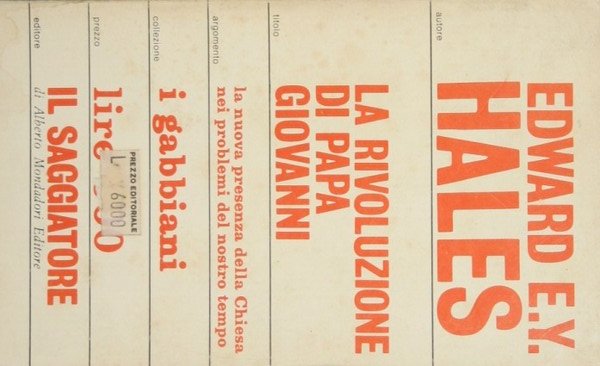 autore
EDWARD E.Y.
HALES
titolo
LA RIVOLUZIONE
DI PAPA
GIOVANNI
argomento
la nuova presenza della Chiesa
nei problemi del nostro tempo
collezione
i gabbiani
prezzo
lire
PREZZO EDITORIALE
L. 6000
editore
IL SAGGIATORE
di Alberto Mondadori Editore